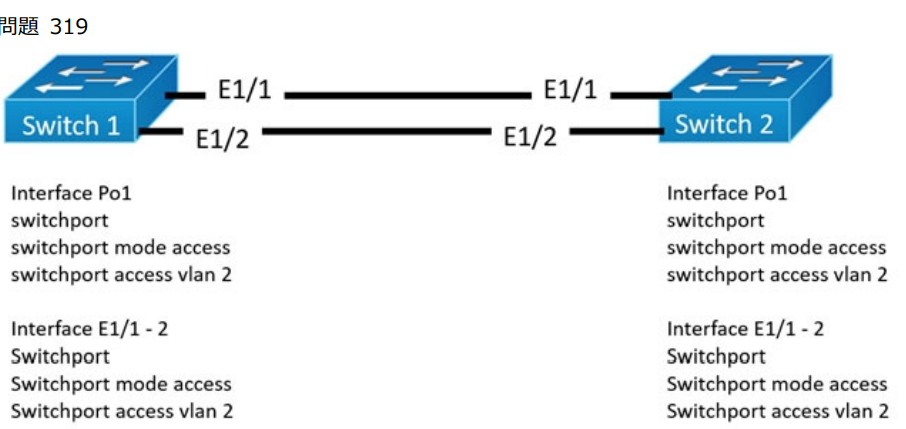 問題 319
E1/1
E1/1
Switch 1
Switch 2
E1/2
E1/2
Interface Po1
switchport
switchport mode access
switchport access vlan 2
Interface E1/1 - 2
Switchport
Switchport mode access
Switchport access vlan 2
Interface Po1
switchport
switchport mode access
switchport access vlan 2
Interface E1/1 - 2
Switchport
Switchport mode access
Switchport access vlan 2